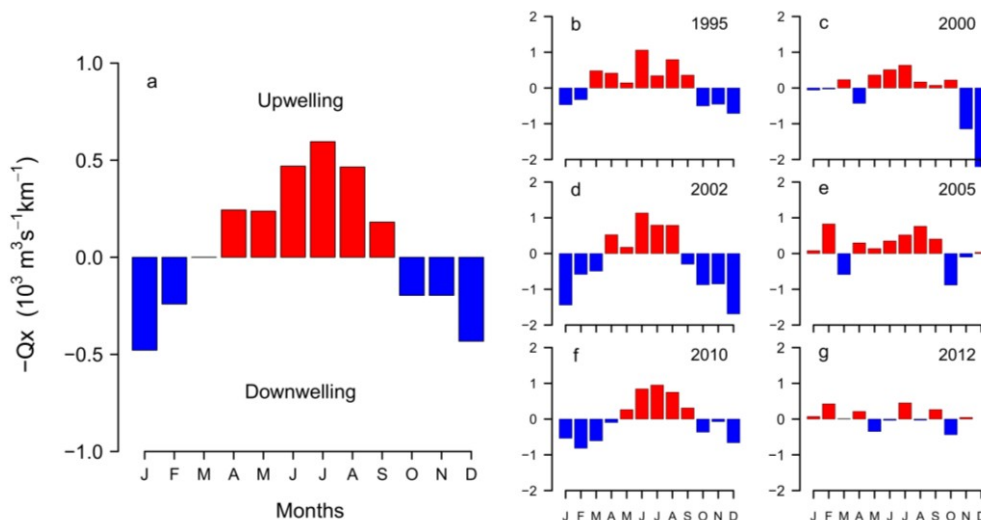 a
Upwelling
Downwelling
−Qx (10³ m³s⁻¹km⁻¹)
1.0
0.5
0.0
−0.5
−1.0
J F M A M J J A S O N D
Months
b 1995
2
1
0
−1
−2
c 2000
2
1
0
−1
−2
d 2002
2
1
0
−1
−2
e 2005
2
1
0
−1
−2
f 2010
2
1
0
−1
−2
J F M A M J J A S O N D
g 2012
2
1
0
−1
−2
J F M A M J J A S O N D